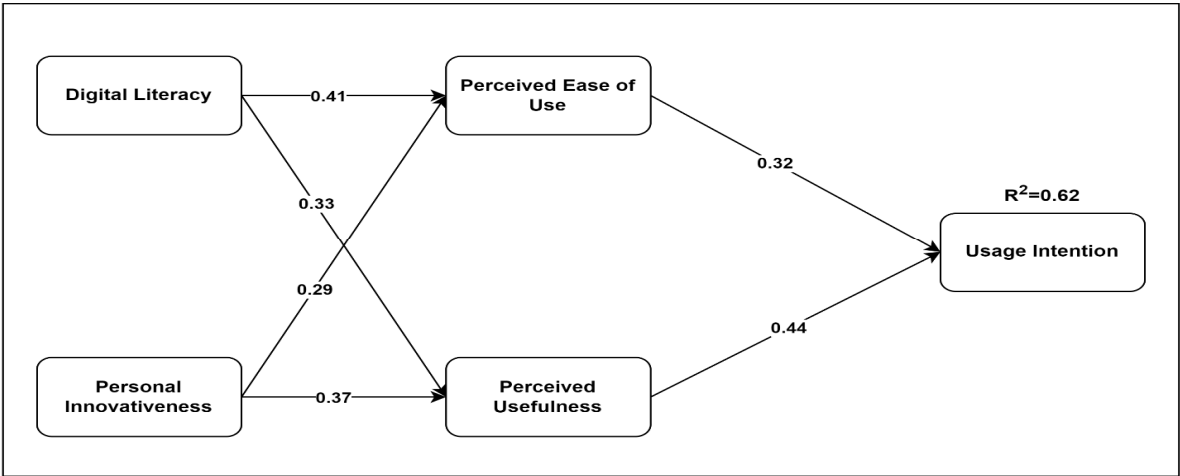 Digital Literacy
0.41
Perceived Ease of
Use
0.33
0.32
R²=0.62
Usage Intention
0.29
0.44
Personal
Innovativeness
0.37
Perceived
Usefulness